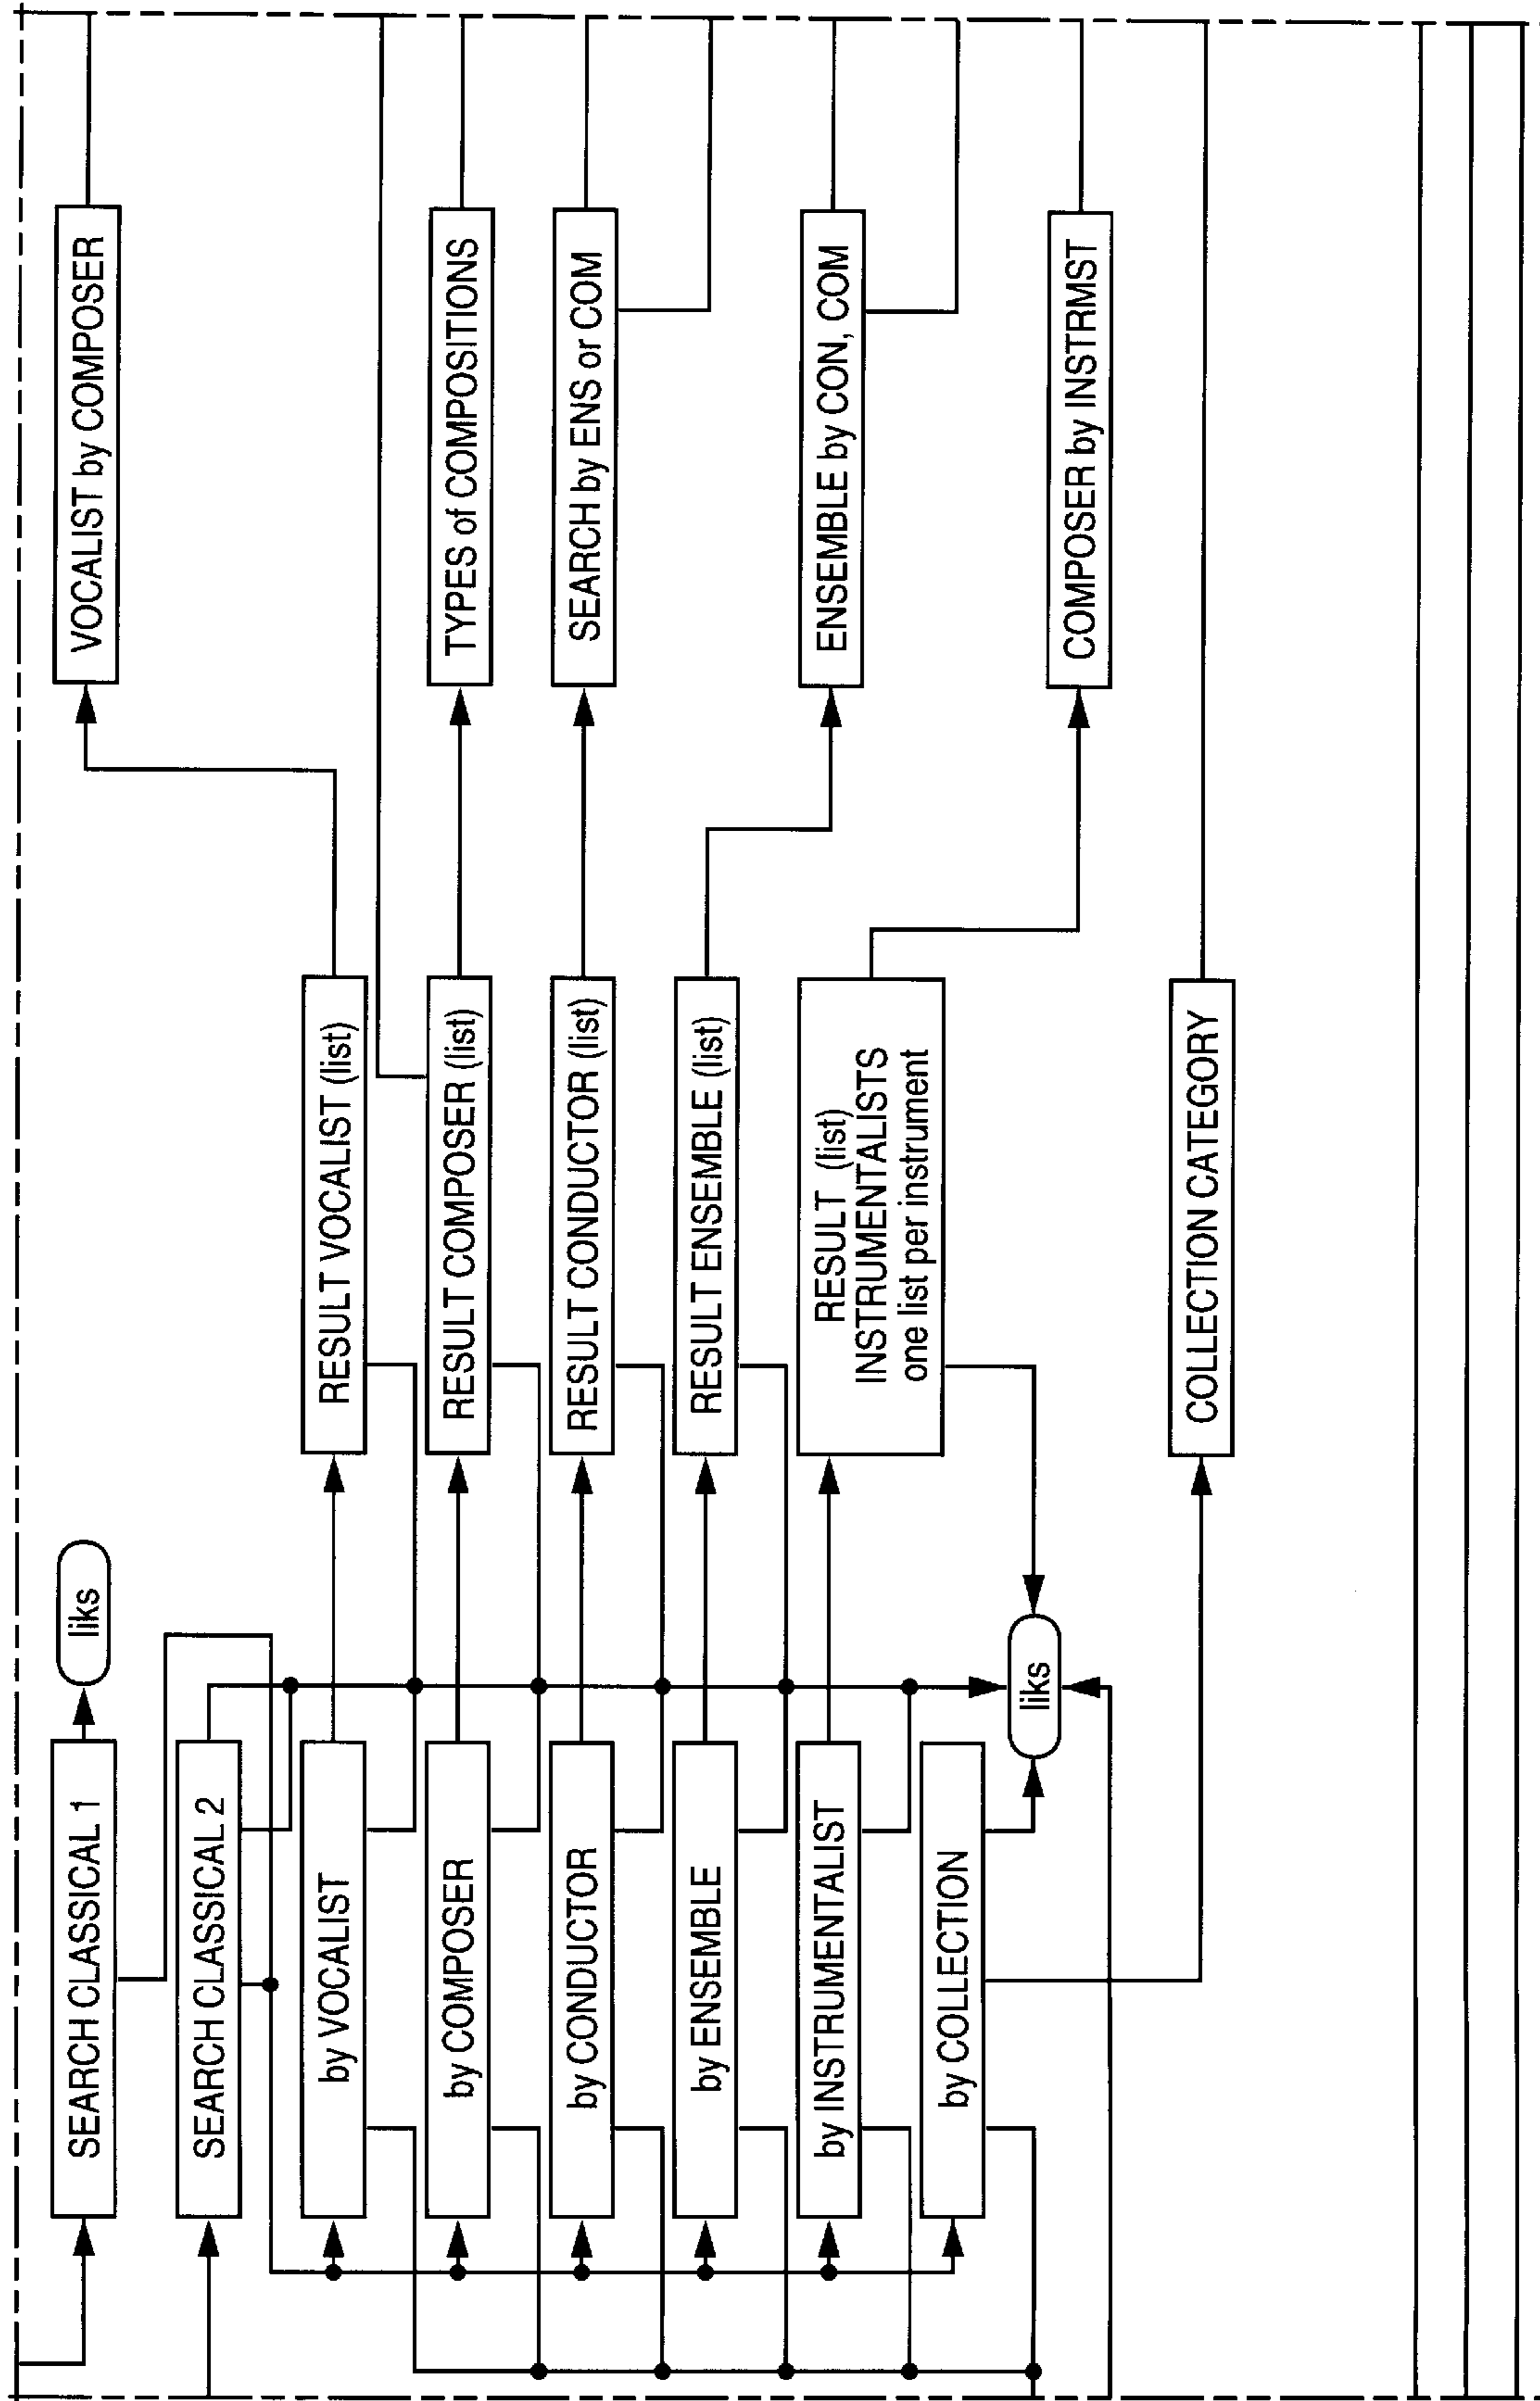 SEARCH CLASSICAL 1
liks
VOCALIST by COMPOSER
SEARCH CLASSICAL 2
by VOCALIST
RESULT VOCALIST (list)
by COMPOSER
RESULT COMPOSER (list)
TYPES of COMPOSITIONS
by CONDUCTOR
RESULT CONDUCTOR (list)
SEARCH by ENS or COM
by ENSEMBLE
RESULT ENSEMBLE (list)
by INSTRUMENTALIST
RESULT (list)
INSTRUMENTALISTS
one list per instrument
ENSEMBLE by CON, COM
by COLLECTION
liks
COMPOSER by INSTRMST
COLLECTION CATEGORY